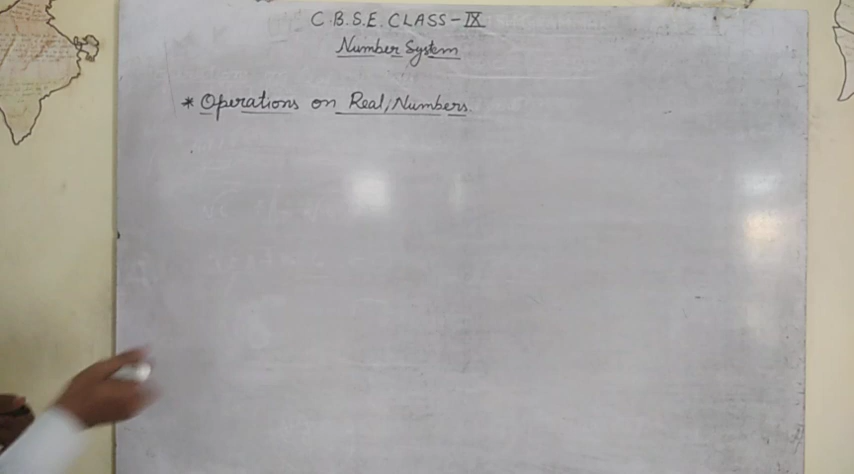 C.B.S.E. CLASS - IX
Number System
* Operations on Real Numbers.